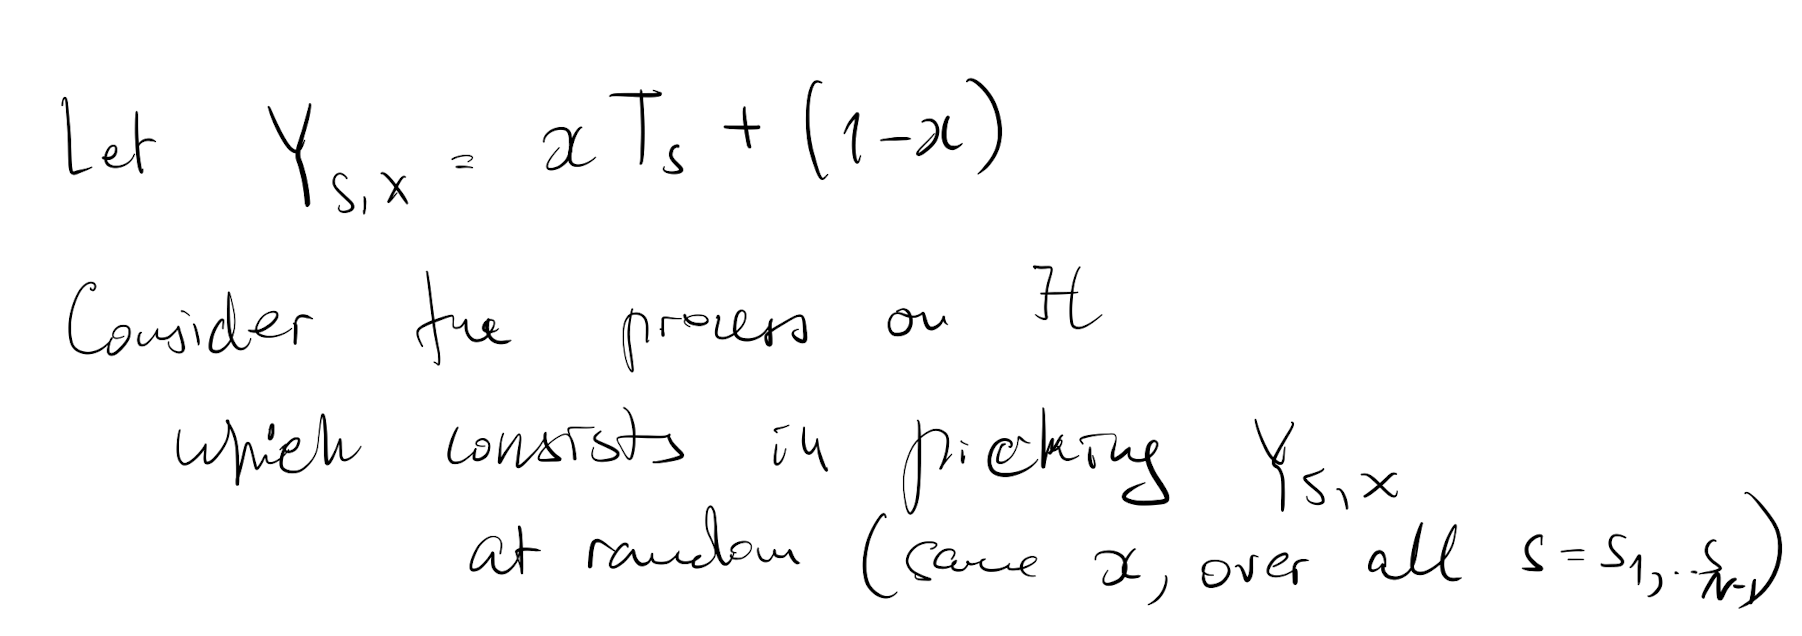 Let Y_{s,x} = x T_s + (1-x)
Consider the process on ℋ
which consists in picking Y_{s,x}
at random (same x, over all s = s_1, .. s_{N-1})